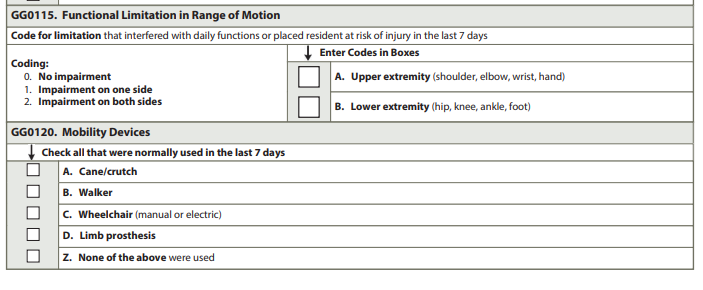 GG0115. Functional Limitation in Range of Motion
Code for limitation that interfered with daily functions or placed resident at risk of injury in the last 7 days
Coding:
0. No impairment
1. Impairment on one side
2. Impairment on both sides
Enter Codes in Boxes
A. Upper extremity (shoulder, elbow, wrist, hand)
B. Lower extremity (hip, knee, ankle, foot)
GG0120. Mobility Devices
Check all that were normally used in the last 7 days
A. Cane/crutch
B. Walker
C. Wheelchair (manual or electric)
D. Limb prosthesis
Z. None of the above were used